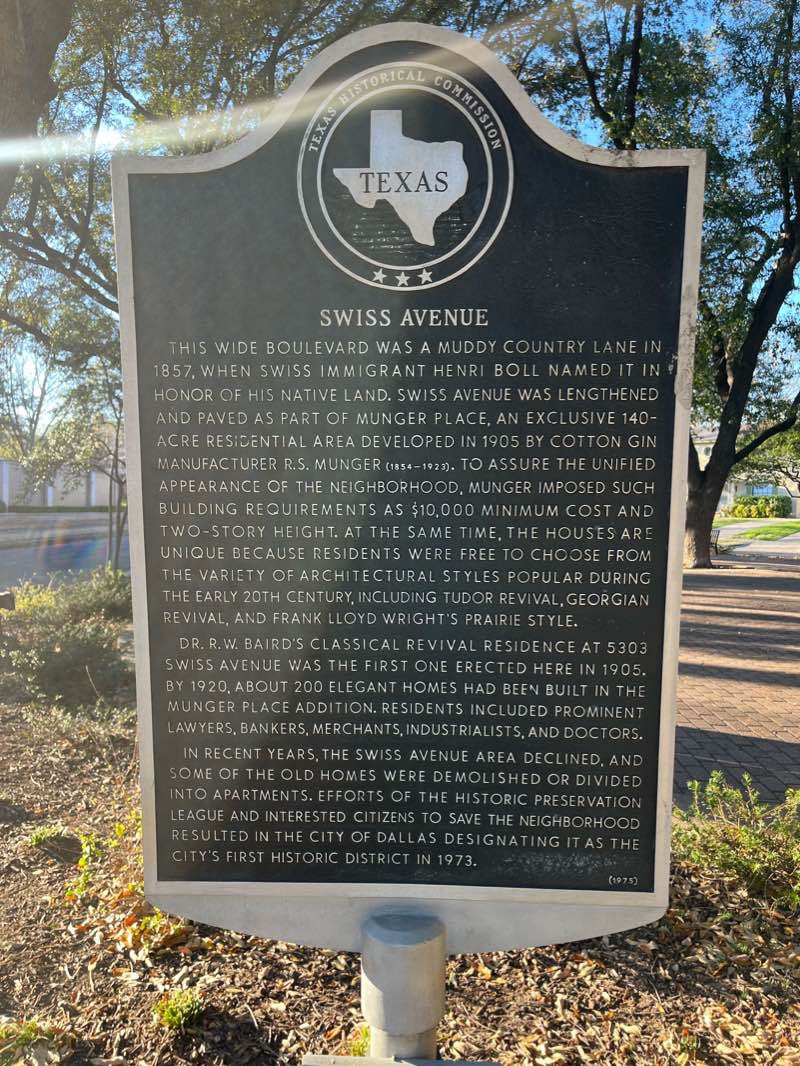 TEXAS HISTORICAL COMMISSION
TEXAS
SWISS AVENUE
THIS WIDE BOULEVARD WAS A MUDDY COUNTRY LANE IN
1857, WHEN SWISS IMMIGRANT HENRI BOLL NAMED IT IN
HONOR OF HIS NATIVE LAND. SWISS AVENUE WAS LENGTHENED
AND PAVED AS PART OF MUNGER PLACE, AN EXCLUSIVE 140-
ACRE RESIDENTIAL AREA DEVELOPED IN 1905 BY COTTON GIN
MANUFACTURER R.S. MUNGER (1854-1923). TO ASSURE THE UNIFIED
APPEARANCE OF THE NEIGHBORHOOD, MUNGER IMPOSED SUCH
BUILDING REQUIREMENTS AS $10,000 MINIMUM COST AND
TWO-STORY HEIGHT. AT THE SAME TIME, THE HOUSES ARE
UNIQUE BECAUSE RESIDENTS WERE FREE TO CHOOSE FROM
THE VARIETY OF ARCHITECTURAL STYLES POPULAR DURING
THE EARLY 20TH CENTURY, INCLUDING TUDOR REVIVAL, GEORGIAN
REVIVAL, AND FRANK LLOYD WRIGHT'S PRAIRIE STYLE.
DR. R.W. BAIRD'S CLASSICAL REVIVAL RESIDENCE AT 5303
SWISS AVENUE WAS THE FIRST ONE ERECTED HERE IN 1905.
BY 1920, ABOUT 200 ELEGANT HOMES HAD BEEN BUILT IN THE
MUNGER PLACE ADDITION. RESIDENTS INCLUDED PROMINENT
LAWYERS, BANKERS, MERCHANTS, INDUSTRIALISTS, AND DOCTORS.
IN RECENT YEARS, THE SWISS AVENUE AREA DECLINED, AND
SOME OF THE OLD HOMES WERE DEMOLISHED OR DIVIDED
INTO APARTMENTS. EFFORTS OF THE HISTORIC PRESERVATION
LEAGUE AND INTERESTED CITIZENS TO SAVE THE NEIGHBORHOOD
RESULTED IN THE CITY OF DALLAS DESIGNATING IT AS THE
CITY'S FIRST HISTORIC DISTRICT IN 1973.
(1975)